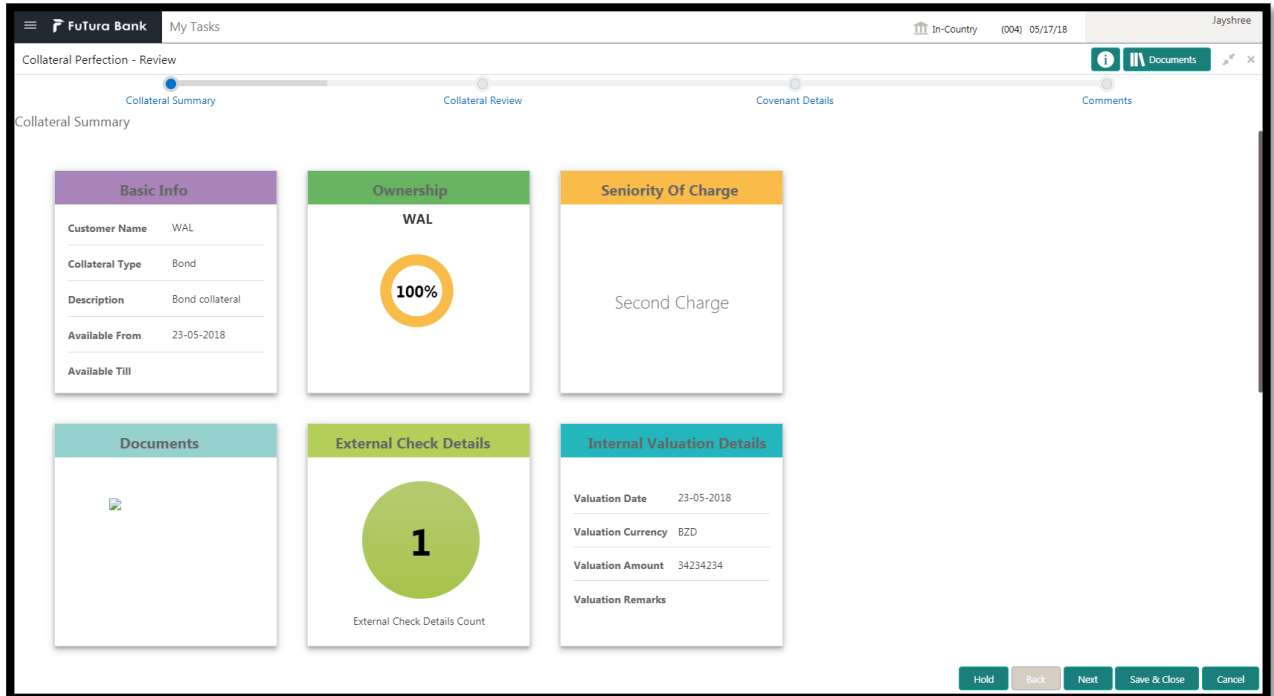 FuTura Bank My Tasks In-Country (004) 05/17/18 Jayshree
Collateral Perfection - Review i Documents
Collateral Summary Collateral Review Covenant Details Comments
Collateral Summary
Basic Info
Customer Name WAL
Collateral Type Bond
Description Bond collateral
Available From 23-05-2018
Available Till
Ownership
WAL
100%
Seniority Of Charge
Second Charge
Documents
External Check Details
1
External Check Details Count
Internal Valuation Details
Valuation Date 23-05-2018
Valuation Currency BZD
Valuation Amount 34234234
Valuation Remarks
Hold Back Next Save & Close Cancel